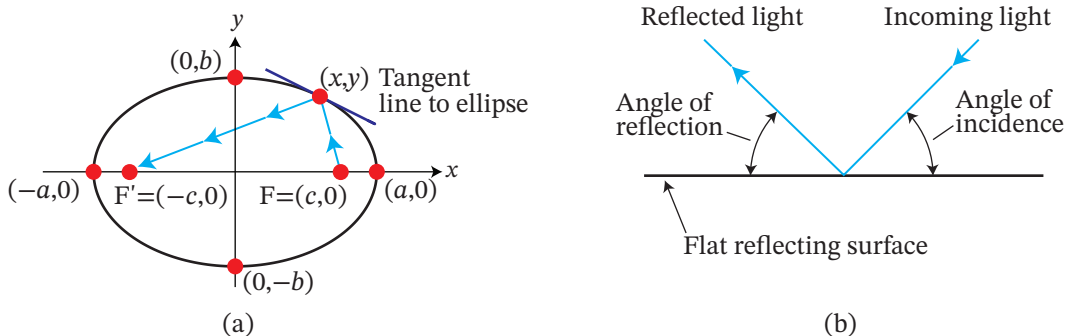 y
(0,b)
(x,y)
Tangent
line to ellipse
x
(−a,0)
F'=(−c,0)
F=(c,0)
(a,0)
(0,−b)
(a)
Reflected light
Incoming light
Angle of
reflection
Angle of
incidence
Flat reflecting surface
(b)